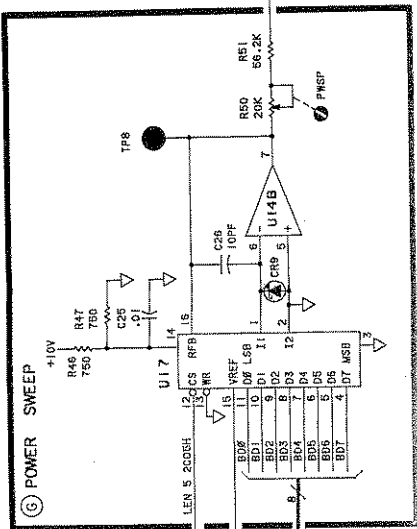 Ⓖ POWER SWEEP
+10V
R46
750
R47
750
C25
.01
TP8
U17
LEN 5 2C05H
12
CS
13
WR
14
15
VREF
RFB
16
BD0
11
D0 LSB
BD1
10
D1
BD2
9
D2
BD3
8
D3
BD4
7
D4
BD5
6
D5
BD6
5
D6
BD7
4
D7 MSB
8
I1
1
I2
2
3
C26
10PF
CR9
6
5
U14B
7
R50
20K
PWSP
R51
56.2K